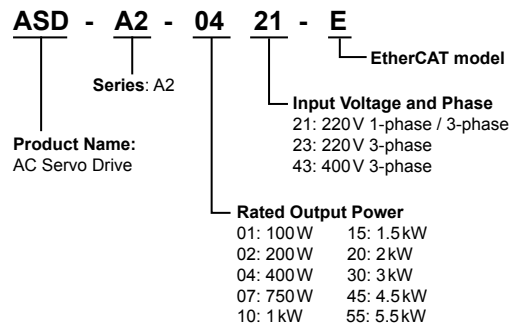 ASD - A2 - 04 21 - E
EtherCAT model
Series: A2
Input Voltage and Phase
21: 220V 1-phase / 3-phase
23: 220V 3-phase
43: 400V 3-phase
Product Name:
AC Servo Drive
Rated Output Power
01: 100W 15: 1.5kW
02: 200W 20: 2kW
04: 400W 30: 3kW
07: 750W 45: 4.5kW
10: 1kW 55: 5.5kW